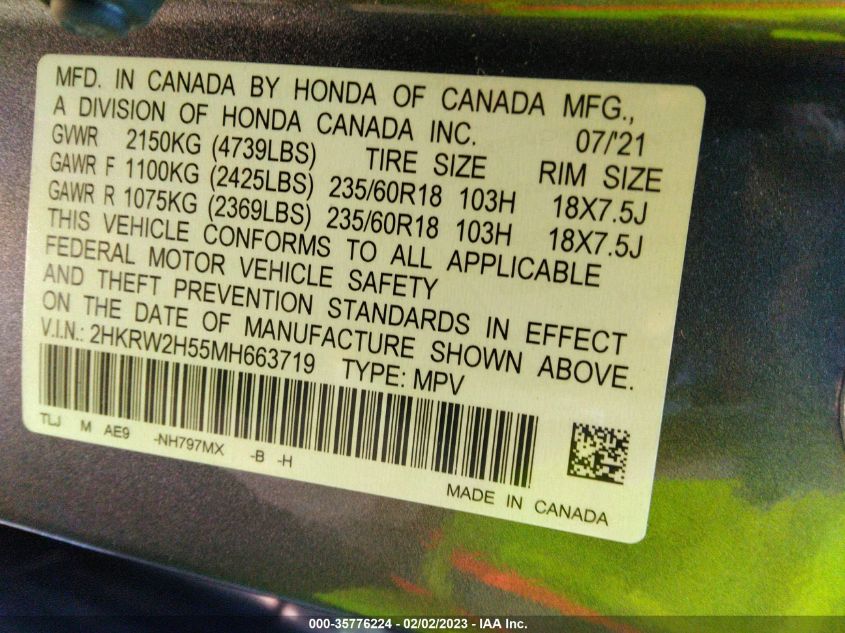 MFD. IN CANADA BY HONDA OF CANADA MFG.,
A DIVISION OF HONDA CANADA INC. 07/'21
GVWR 2150KG (4739LBS) TIRE SIZE RIM SIZE
GAWR F 1100KG (2425LBS) 235/60R18 103H 18X7.5J
GAWR R 1075KG (2369LBS) 235/60R18 103H 18X7.5J
THIS VEHICLE CONFORMS TO ALL APPLICABLE
FEDERAL MOTOR VEHICLE SAFETY
AND THEFT PREVENTION STANDARDS IN EFFECT
ON THE DATE OF MANUFACTURE SHOWN ABOVE.
V.I.N.: 2HKRW2H55MH663719 TYPE: MPV
TLJ M AE9 -NH797MX -B -H
MADE IN CANADA
000-35776224 - 02/02/2023 - IAA Inc.